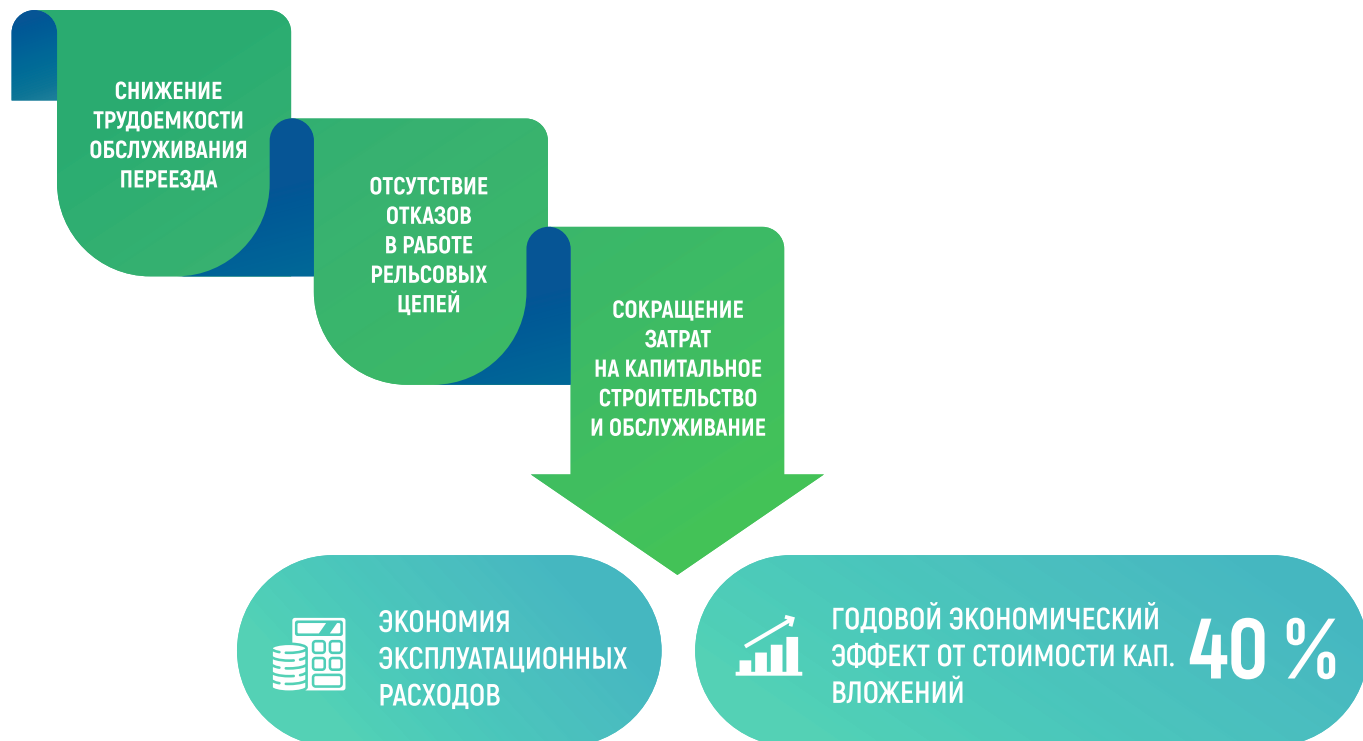 СНИЖЕНИЕ
ТРУДОЕМКОСТИ
ОБСЛУЖИВАНИЯ
ПЕРЕЕЗДА
ОТСУТСТВИЕ
ОТКАЗОВ
В РАБОТЕ
РЕЛЬСОВЫХ
ЦЕПЕЙ
СОКРАЩЕНИЕ
ЗАТРАТ
НА КАПИТАЛЬНОЕ
СТРОИТЕЛЬСТВО
И ОБСЛУЖИВАНИЕ
ЭКОНОМИЯ
ЭКСПЛУАТАЦИОННЫХ
РАСХОДОВ
ГОДОВОЙ ЭКОНОМИЧЕСКИЙ
ЭФФЕКТ ОТ СТОИМОСТИ КАП.
ВЛОЖЕНИЙ
40 %